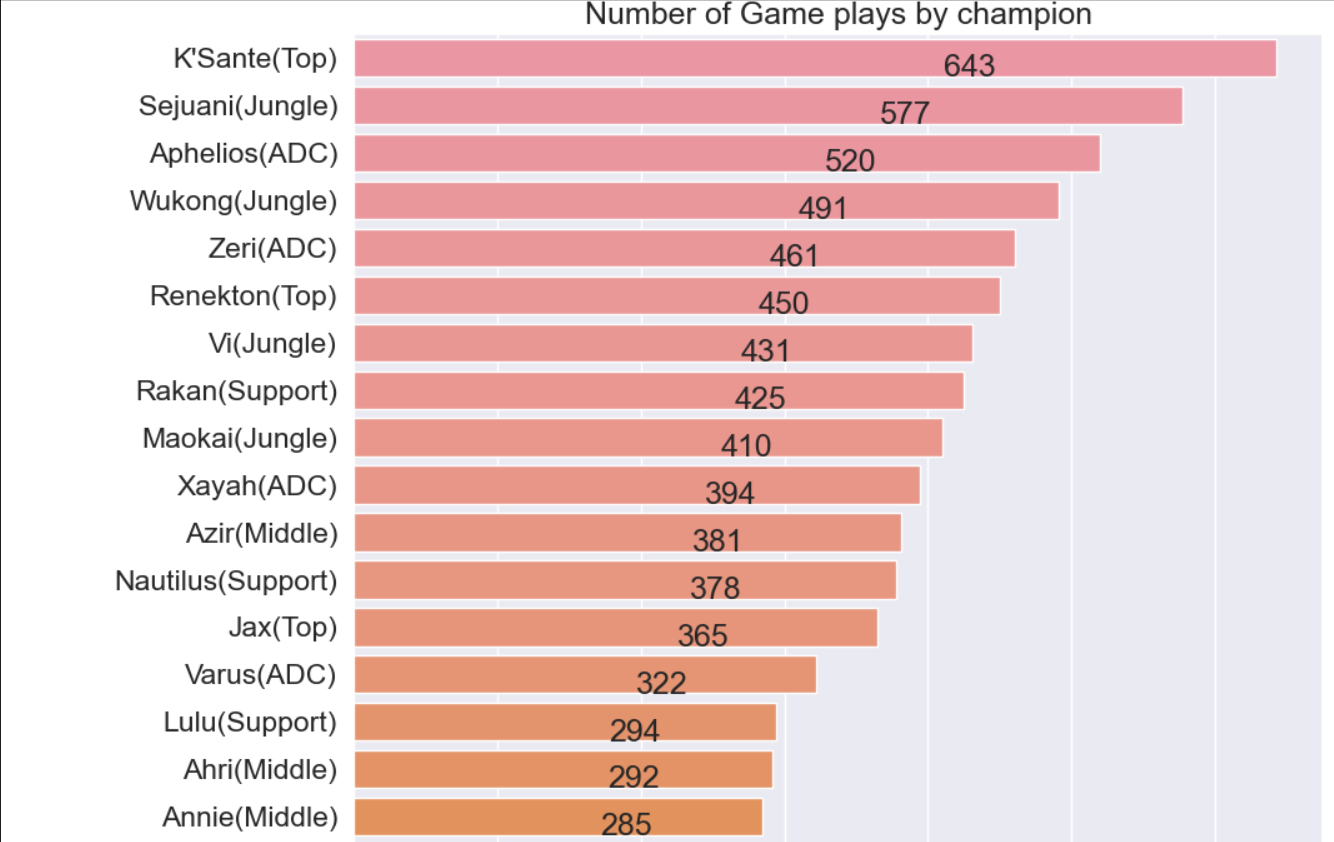 Number of Game plays by champion
K'Sante(Top) 643
Sejuani(Jungle) 577
Aphelios(ADC) 520
Wukong(Jungle) 491
Zeri(ADC) 461
Renekton(Top) 450
Vi(Jungle) 431
Rakan(Support) 425
Maokai(Jungle) 410
Xayah(ADC) 394
Azir(Middle) 381
Nautilus(Support) 378
Jax(Top) 365
Varus(ADC) 322
Lulu(Support) 294
Ahri(Middle) 292
Annie(Middle) 285